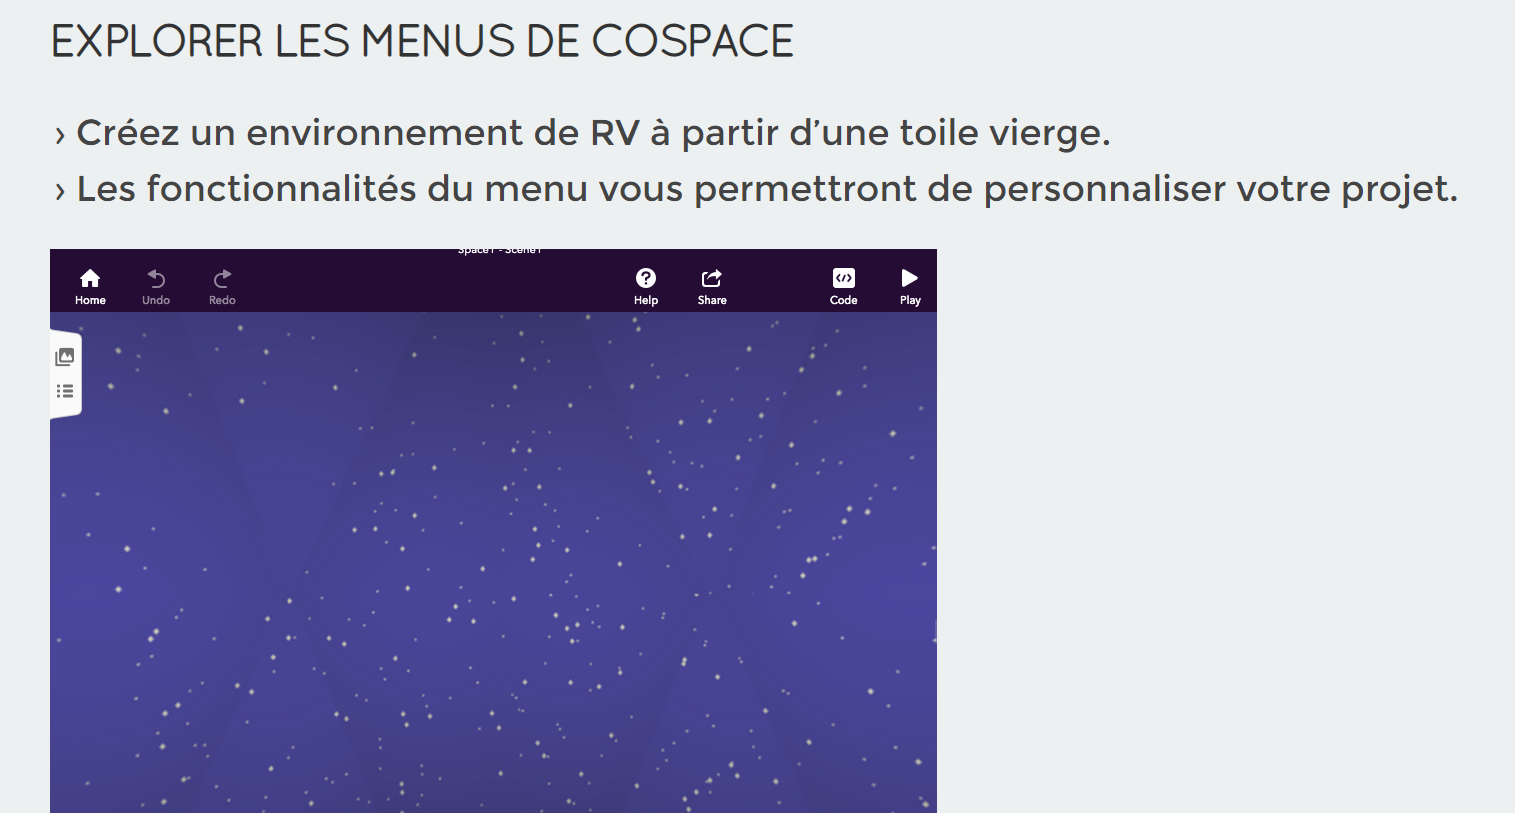 EXPLORER LES MENUS DE COSPACE
› Créez un environnement de RV à partir d’une toile vierge.
› Les fonctionnalités du menu vous permettront de personnaliser votre projet.
Space1 - Scene1
Home Undo Redo Help Share Code Play